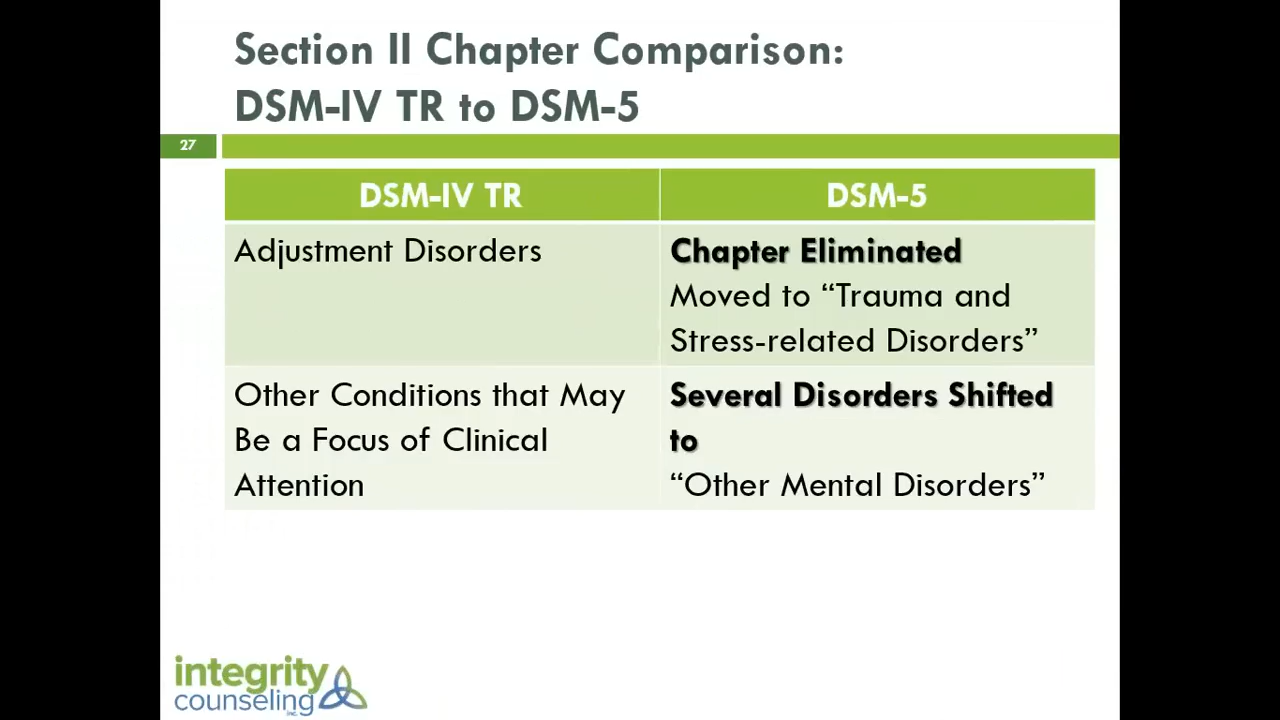 Section II Chapter Comparison:
DSM-IV TR to DSM-5
27
DSM-IV TR
DSM-5
Adjustment Disorders
Chapter Eliminated
Moved to “Trauma and
Stress-related Disorders”
Other Conditions that May
Be a Focus of Clinical
Attention
Several Disorders Shifted
to
“Other Mental Disorders”
integrity
counseling
inc.